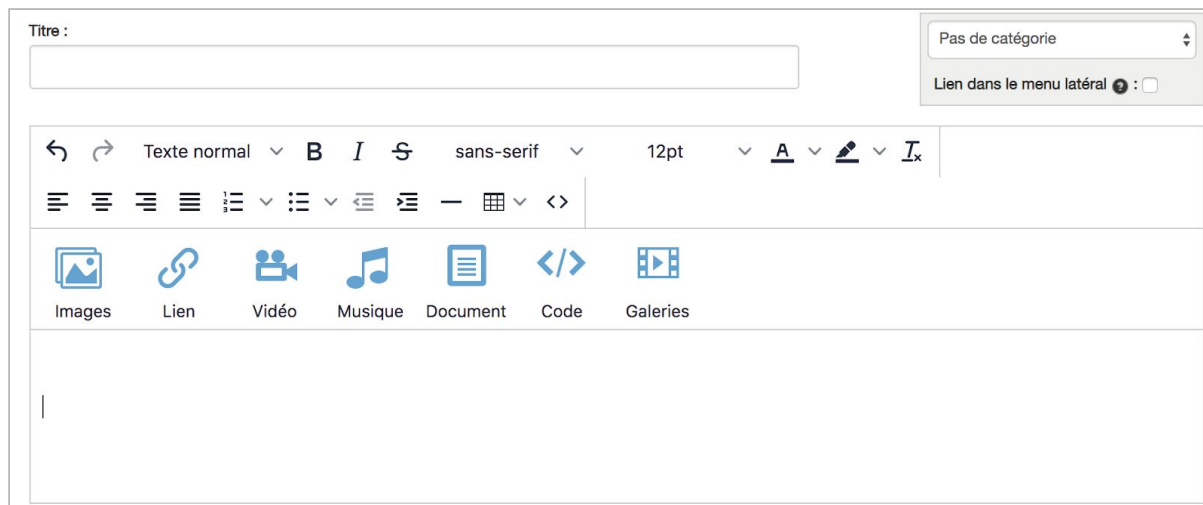 Titre :
Pas de catégorie
Lien dans le menu latéral ? :
Texte normal B I S sans-serif 12pt A Tx
Images Lien Vidéo Musique Document Code Galeries